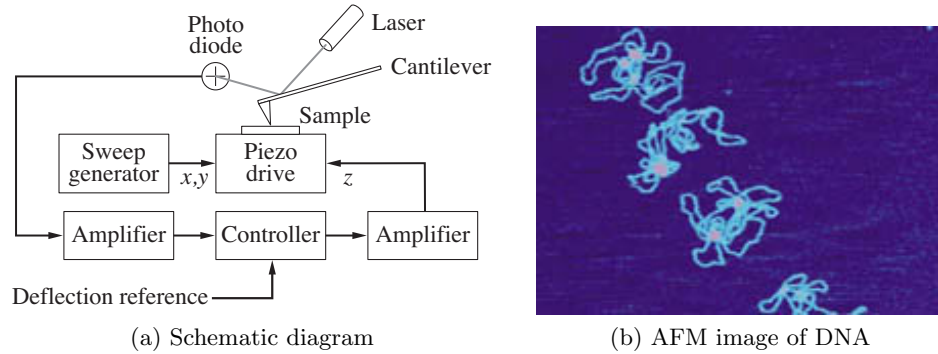 Photo
diode
Laser
Cantilever
Sample
Sweep
generator
x,y
Piezo
drive
z
Amplifier
Controller
Amplifier
Deflection reference
(a) Schematic diagram
(b) AFM image of DNA